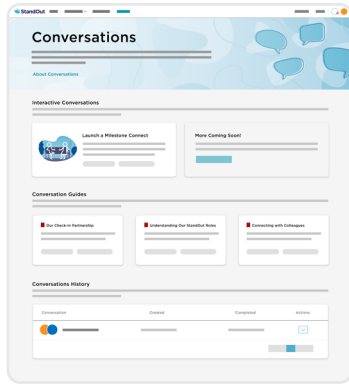 StandOut
Conversations
About Conversations
Interactive Conversations
Launch a Milestone Connect
More Coming Soon!
Conversation Guides
Our Check-in Partnership
Understanding Our StandOut Roles
Connecting with Colleagues
Conversations History
Conversation Created Completed Actions